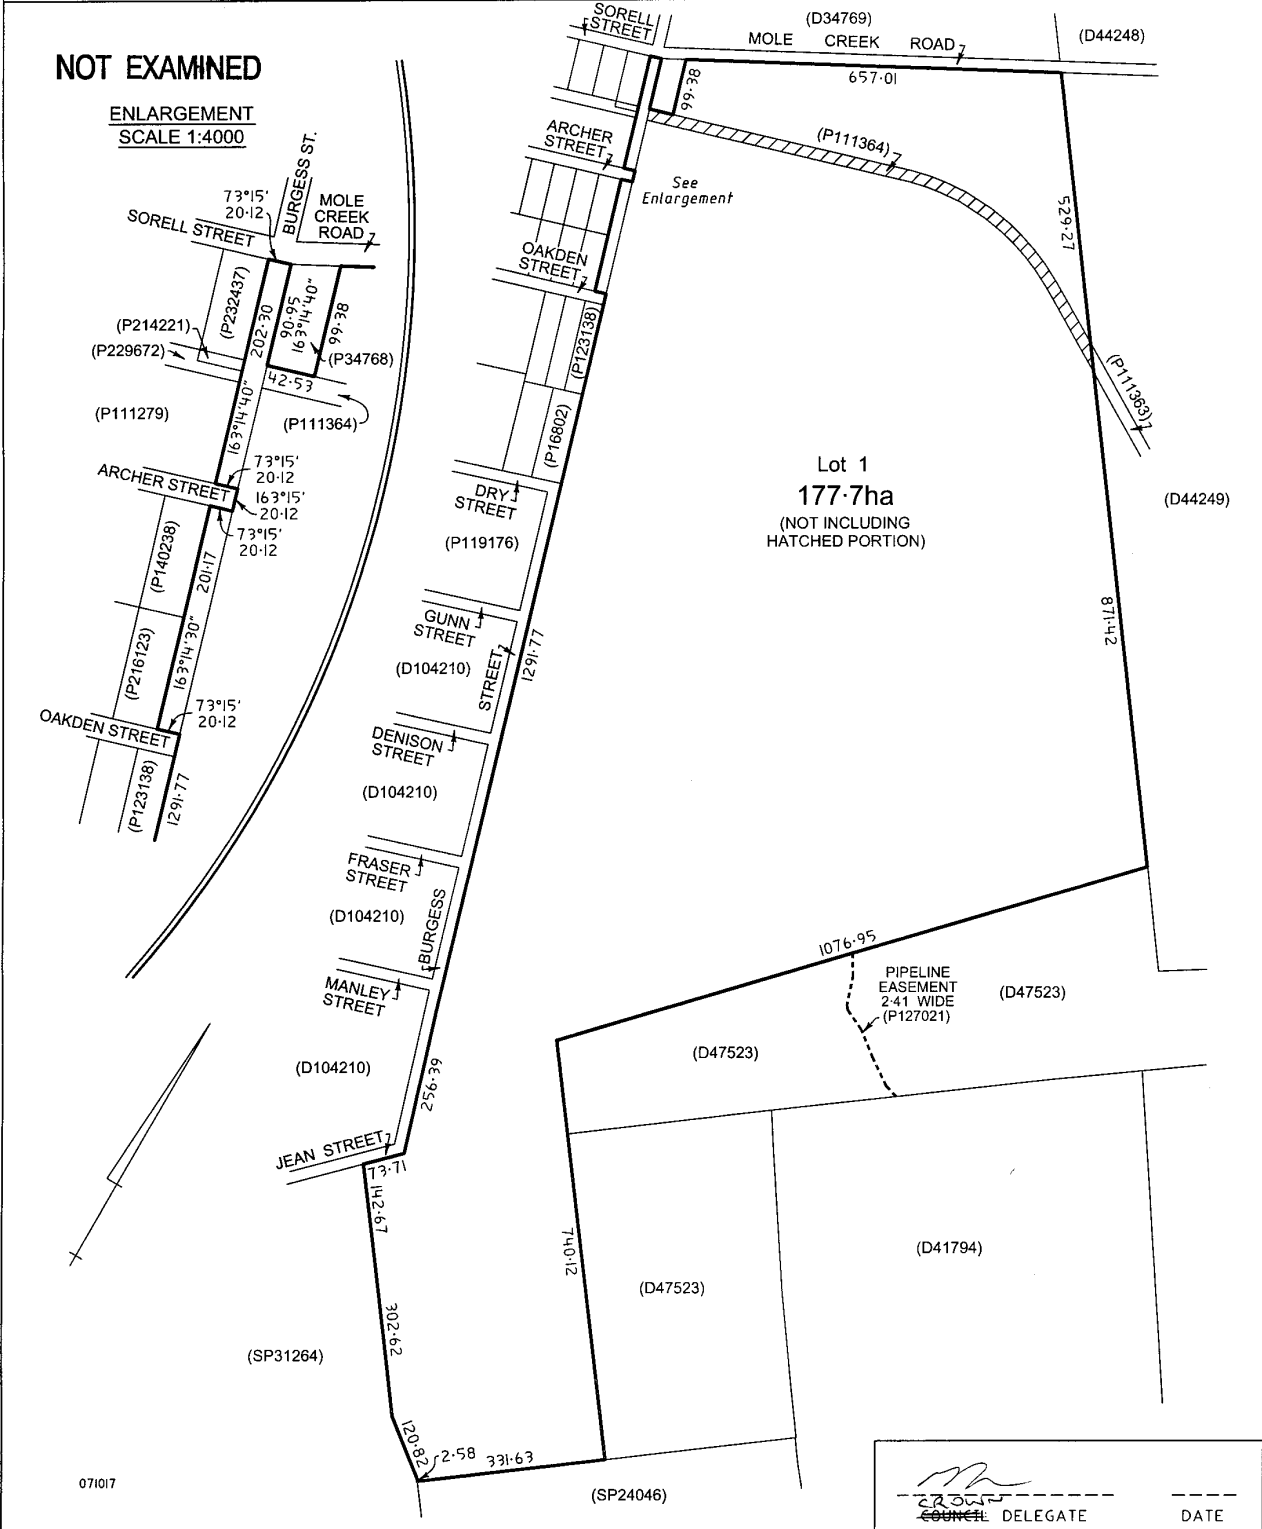 SORELL
STREET
(D34769)
(D44248)
MOLE CREEK ROAD
NOT EXAMINED
657·01
99·38
ENLARGEMENT
SCALE 1:4000
ARCHER
STREET
(P111364)
See
Enlargement
BURGESS ST.
73°15'
20·12
MOLE
CREEK
ROAD
SORELL STREET
529·27
OAKDEN
STREET
(P232437)
202·30
90·95
163°14'40"
99·38
(P214221)
(P229672)
(P34768)
(P123138)
42·53
(P111363)
(P111279)
(P111364)
163°14'40"
(P16802)
ARCHER STREET
73°15'
20·12
163°15'
20·12
73°15'
20·12
Lot 1
177·7ha
(NOT INCLUDING
HATCHED PORTION)
DRY
STREET
(D44249)
(P119176)
(P140238)
201·17
163°14'30"
(P216123)
GUNN
STREET
(D104210)
STREET
1291·77
871·42
73°15'
20·12
OAKDEN STREET
(P123138)
1291·77
DENISON
STREET
(D104210)
FRASER
STREET
(D104210)
BURGESS
1076·95
MANLEY
STREET
PIPELINE
EASEMENT
2·41 WIDE
(P127021)
(D47523)
(D47523)
(D104210)
256·39
JEAN STREET
73·71
142·67
740·12
(D41794)
(D47523)
302·62
(SP31264)
120·82
2·58
331·63
071017
(SP24046)
CROWN
COUNCIL DELEGATE
DATE